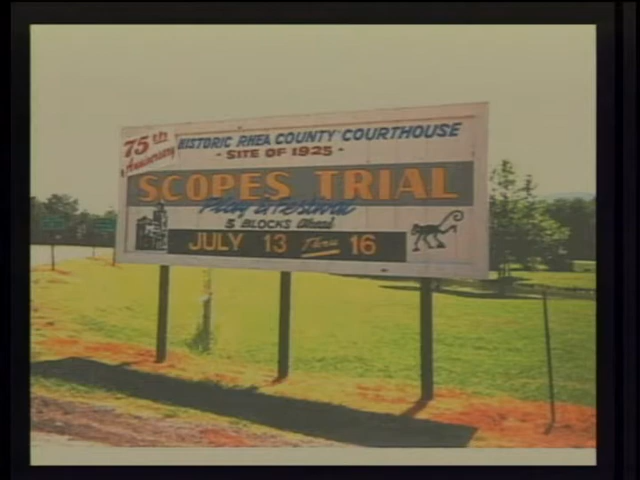 75th Anniversary
HISTORIC RHEA COUNTY COURTHOUSE
- SITE OF 1925 -
SCOPES TRIAL
Play & Festival
5 BLOCKS Ahead
JULY 13 Thru 16